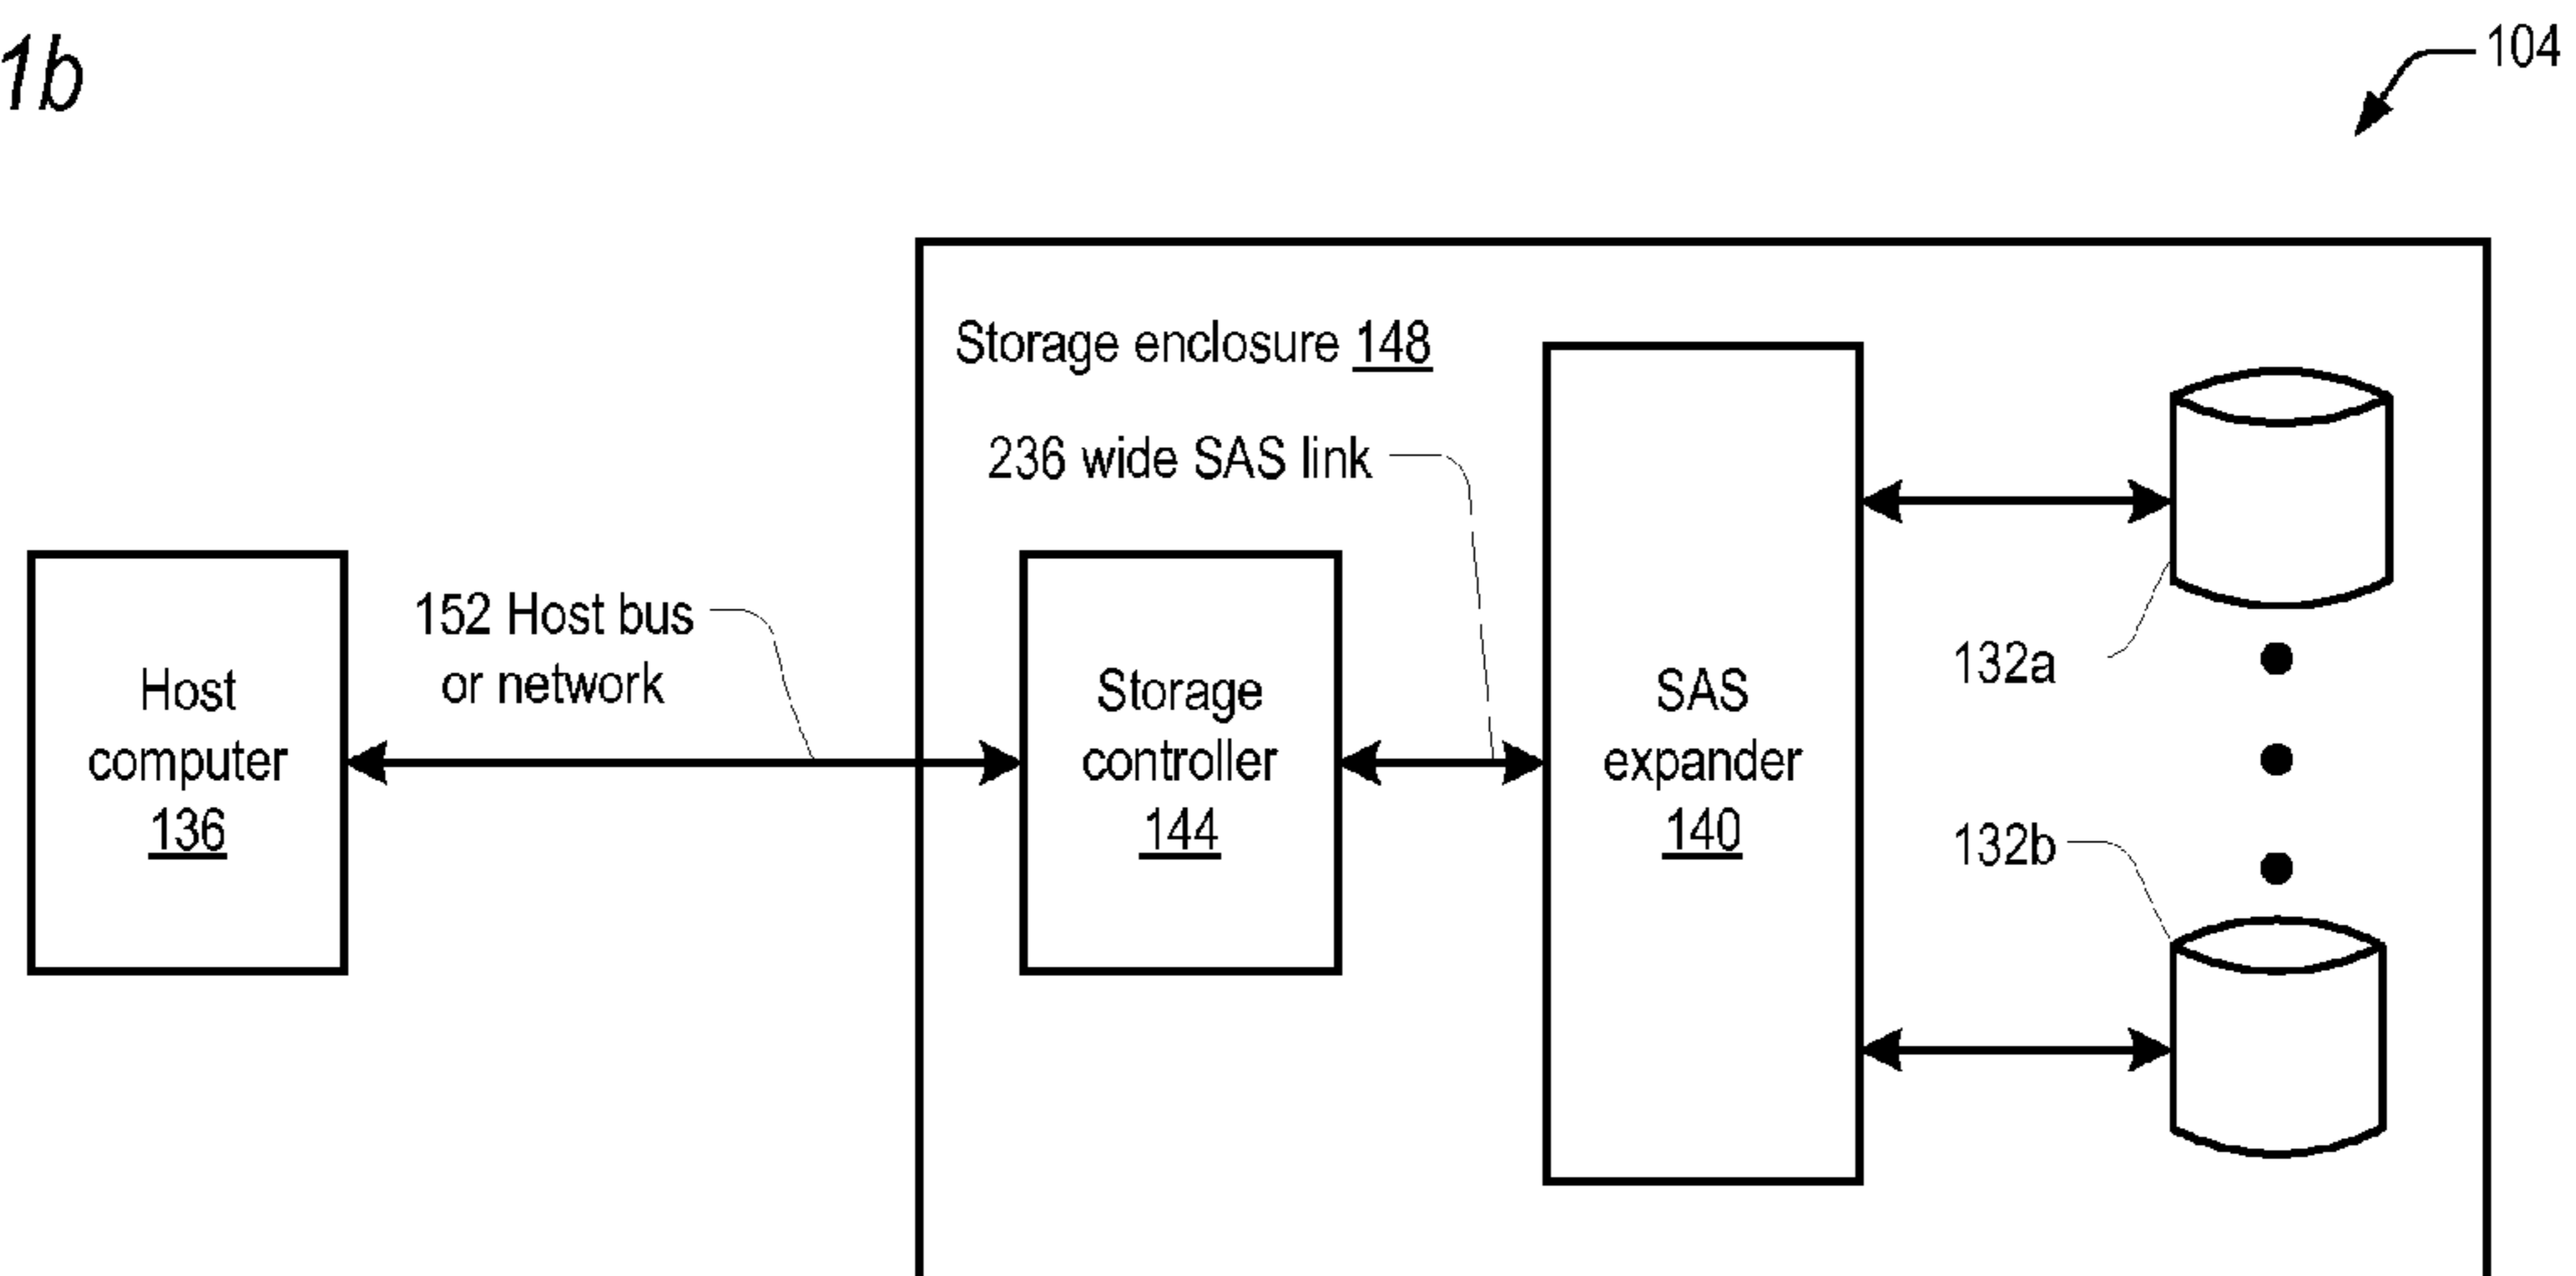 1b
104
Storage enclosure 148
236 wide SAS link
152 Host bus
or network
Host
computer
136
Storage
controller
144
SAS
expander
140
132a
132b